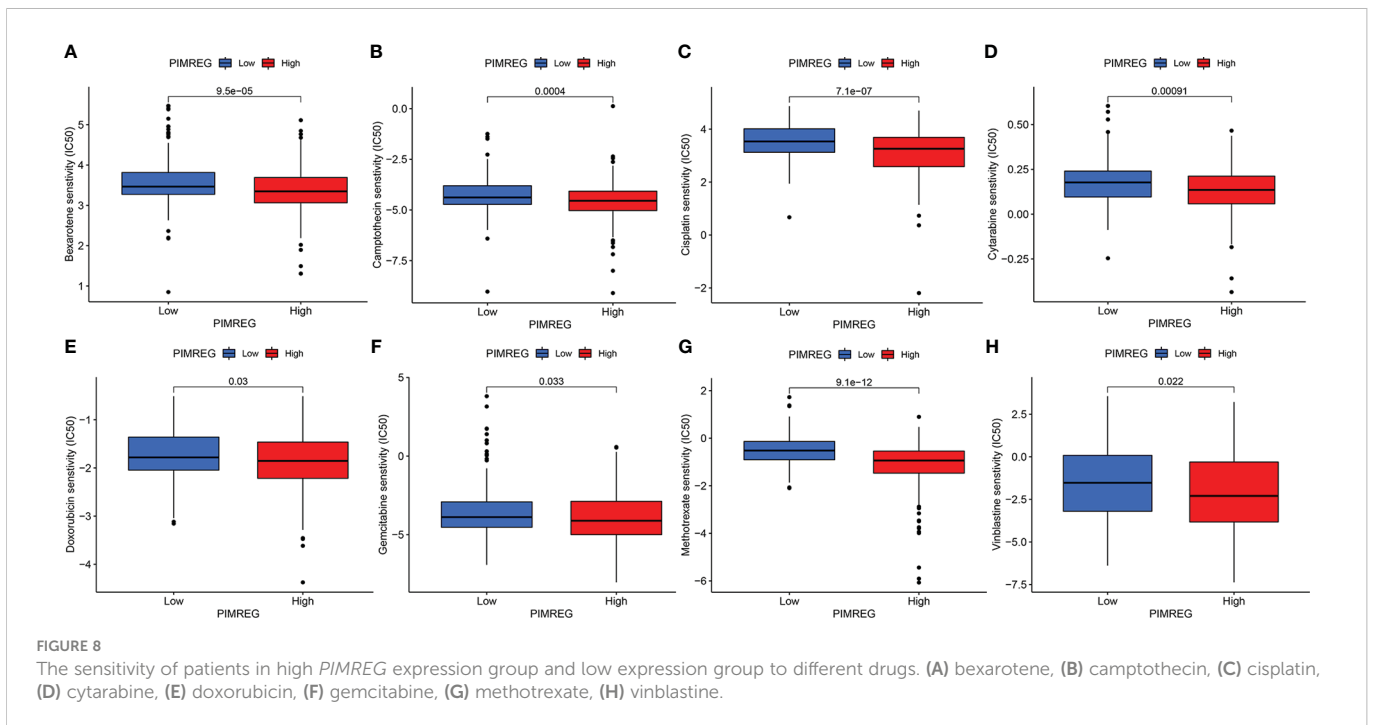 A
PIMREG Low High
9.5e−05
5
4
3
2
1
Bexarotene senstivity (IC50)
Low High
PIMREG
B
PIMREG Low High
0.0004
0.0
−2.5
−5.0
−7.5
Camptothecin senstivity (IC50)
Low High
PIMREG
C
PIMREG Low High
7.1e−07
4
2
0
−2
Cisplatin senstivity (IC50)
Low High
PIMREG
D
PIMREG Low High
0.00091
0.50
0.25
0.00
−0.25
Cytarabine senstivity (IC50)
Low High
PIMREG
E
PIMREG Low High
0.03
−1
−2
−3
−4
Doxorubicin senstivity (IC50)
Low High
PIMREG
F
PIMREG Low High
0.033
5
0
−5
Gemcitabine senstivity (IC50)
Low High
PIMREG
G
PIMREG Low High
9.1e−12
2
0
−2
−4
−6
Methotrexate senstivity (IC50)
Low High
PIMREG
H
PIMREG Low High
0.022
2.5
0.0
−2.5
−5.0
−7.5
Vinblastine senstivity (IC50)
Low High
PIMREG
FIGURE 8
The sensitivity of patients in high PIMREG expression group and low expression group to different drugs. (A) bexarotene, (B) camptothecin, (C) cisplatin,
(D) cytarabine, (E) doxorubicin, (F) gemcitabine, (G) methotrexate, (H) vinblastine.